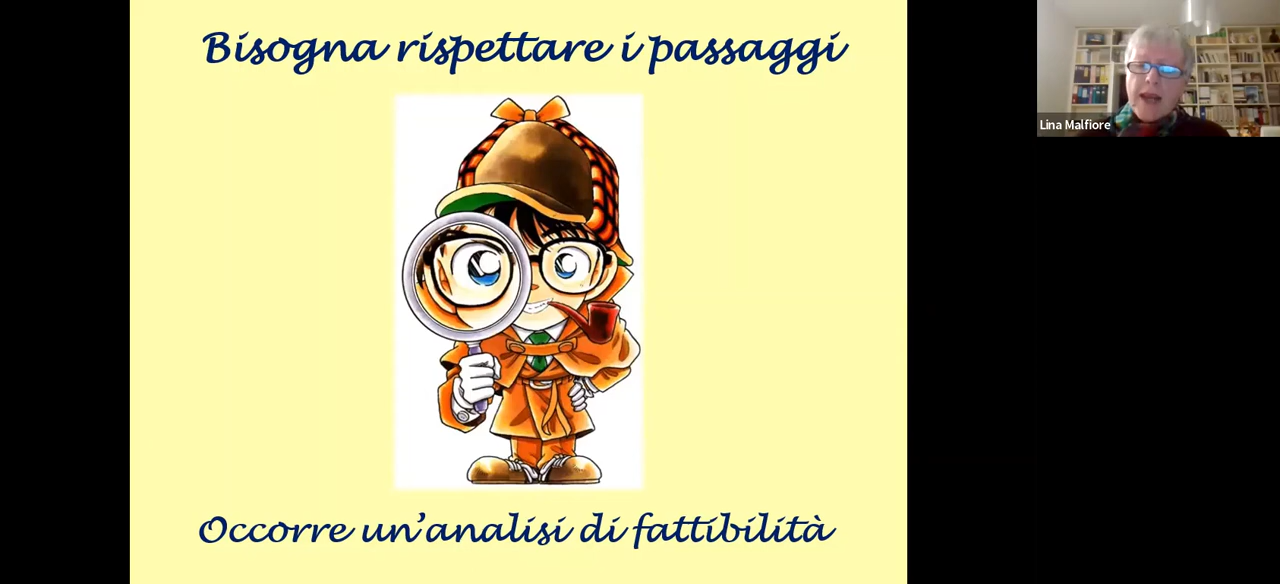 Bisogna rispettare i passaggi
Lina Malfiore
Occorre un'analisi di fattibilità